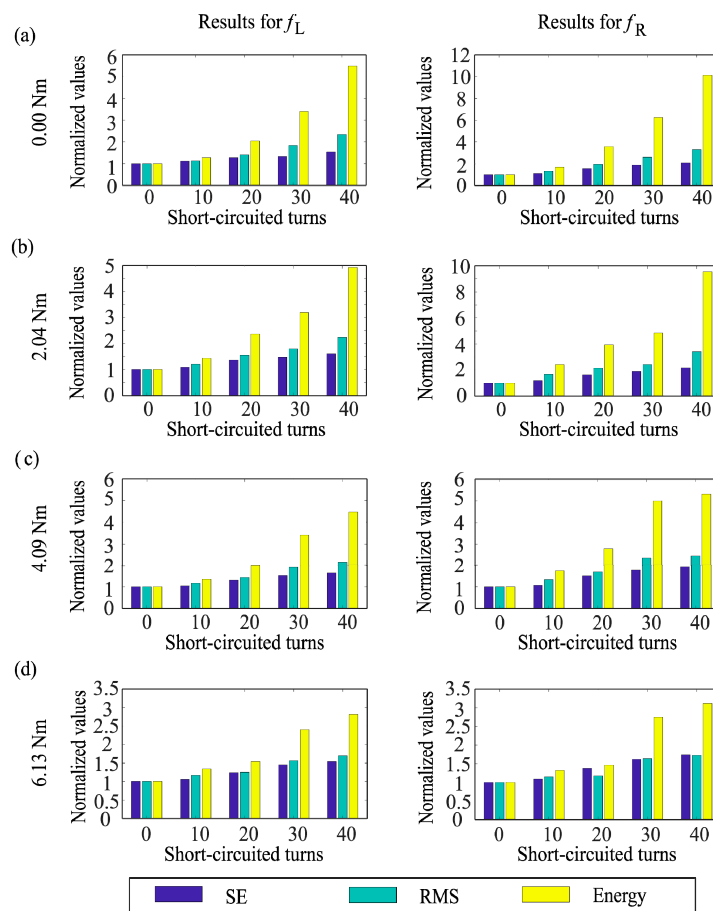 Results for fL
Results for fR
(a)
0.00 Nm
Normalized values
6
5
4
3
2
1
0
0 10 20 30 40
Short-circuited turns
Normalized values
12
10
8
6
4
2
0
0 10 20 30 40
Short-circuited turns
(b)
2.04 Nm
Normalized values
5
4
3
2
1
0
0 10 20 30 40
Short-circuited turns
Normalized values
10
8
6
4
2
0
0 10 20 30 40
Short-circuited turns
(c)
4.09 Nm
Normalized values
6
5
4
3
2
1
0
0 10 20 30 40
Short-circuited turns
Normalized values
6
5
4
3
2
1
0
0 10 20 30 40
Short-circuited turns
(d)
6.13 Nm
Normalized values
3.5
3
2.5
2
1.5
1
0.5
0
0 10 20 30 40
Short-circuited turns
Normalized values
3.5
3
2.5
2
1.5
1
0.5
0
0 10 20 30 40
Short-circuited turns
SE RMS Energy